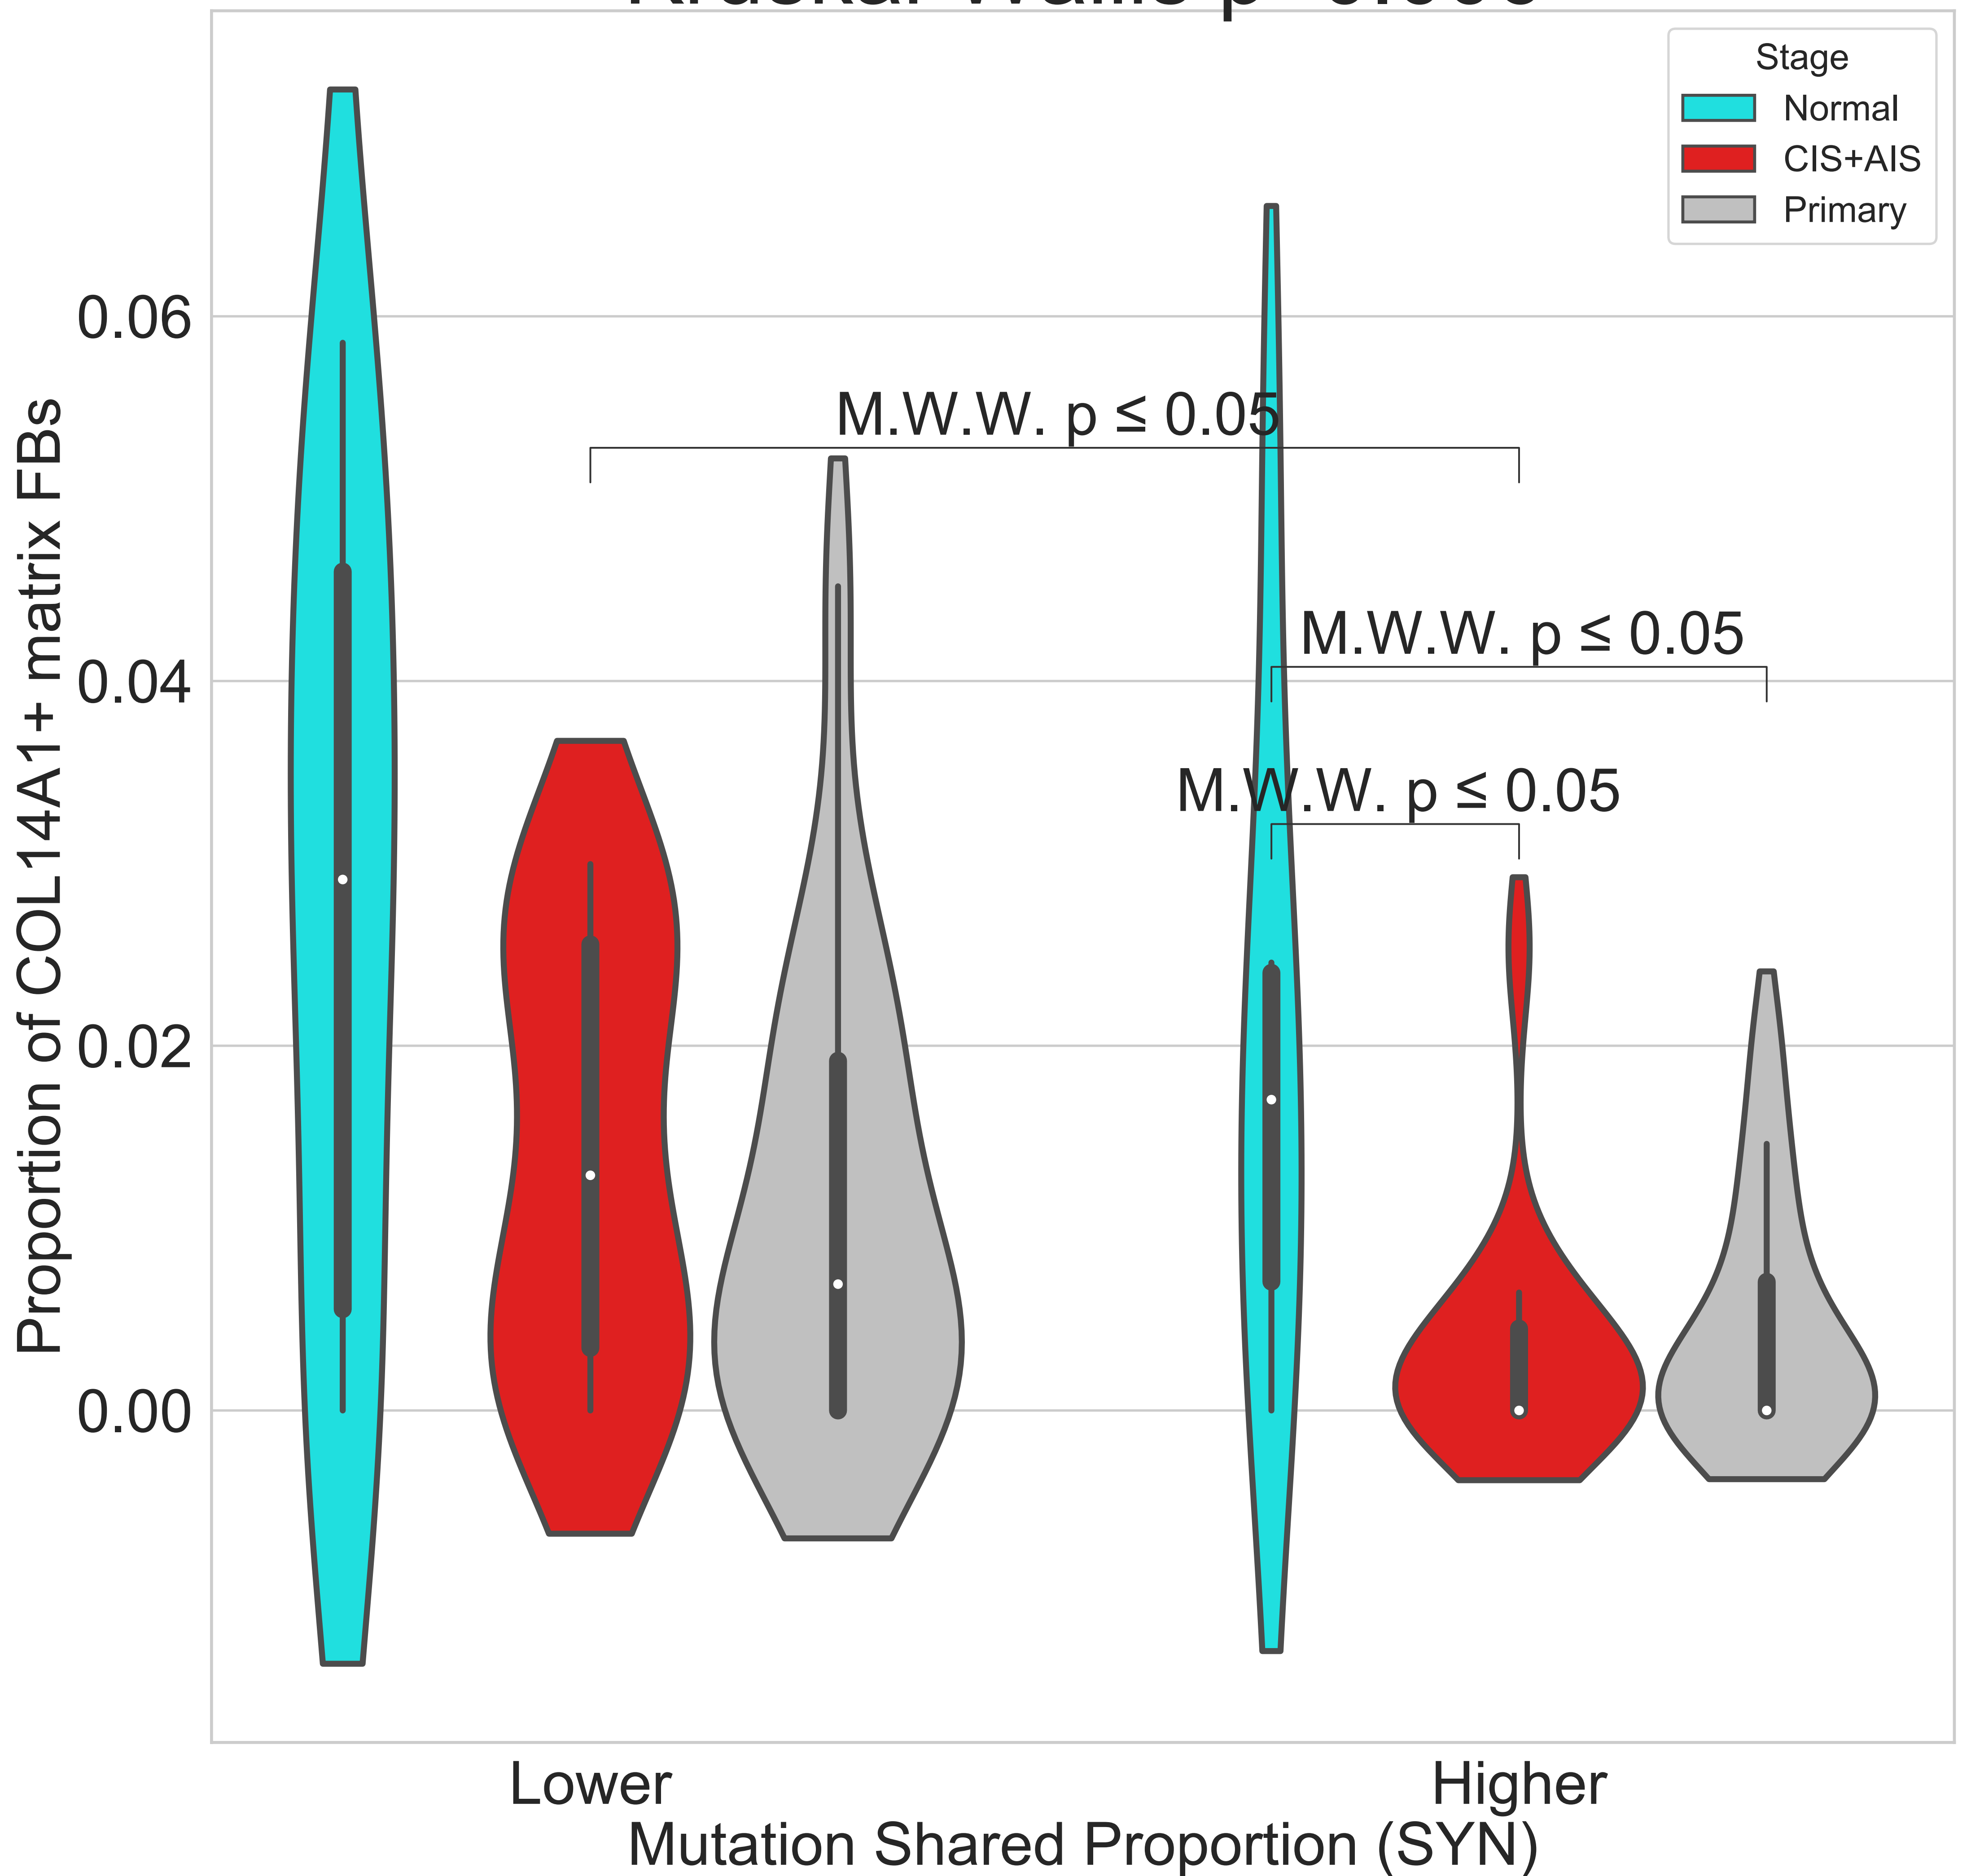 Stage
Normal
CIS+AIS
Primary
0.06
0.04
0.02
0.00
Proportion of COL14A1+ matrix FBs
M.W.W. p ≤ 0.05
M.W.W. p ≤ 0.05
M.W.W. p ≤ 0.05
Lower
Higher
Mutation Shared Proportion (SYN)